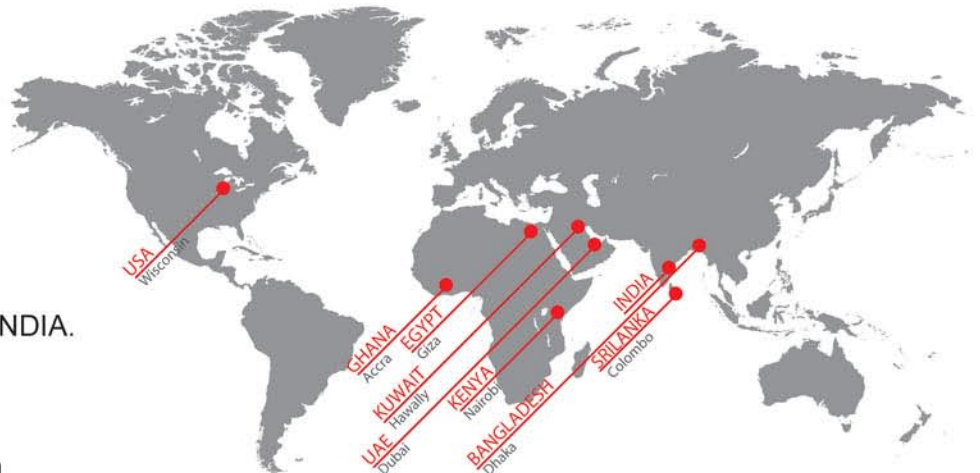 USA
Wisconsin
NDIA.
GHANA
Accra
EGYPT
Giza
KUWAIT
Hawally
UAE
Dubai
KENYA
Nairobi
BANGLADESH
Dhaka
INDIA
SRILANKA
Colombo